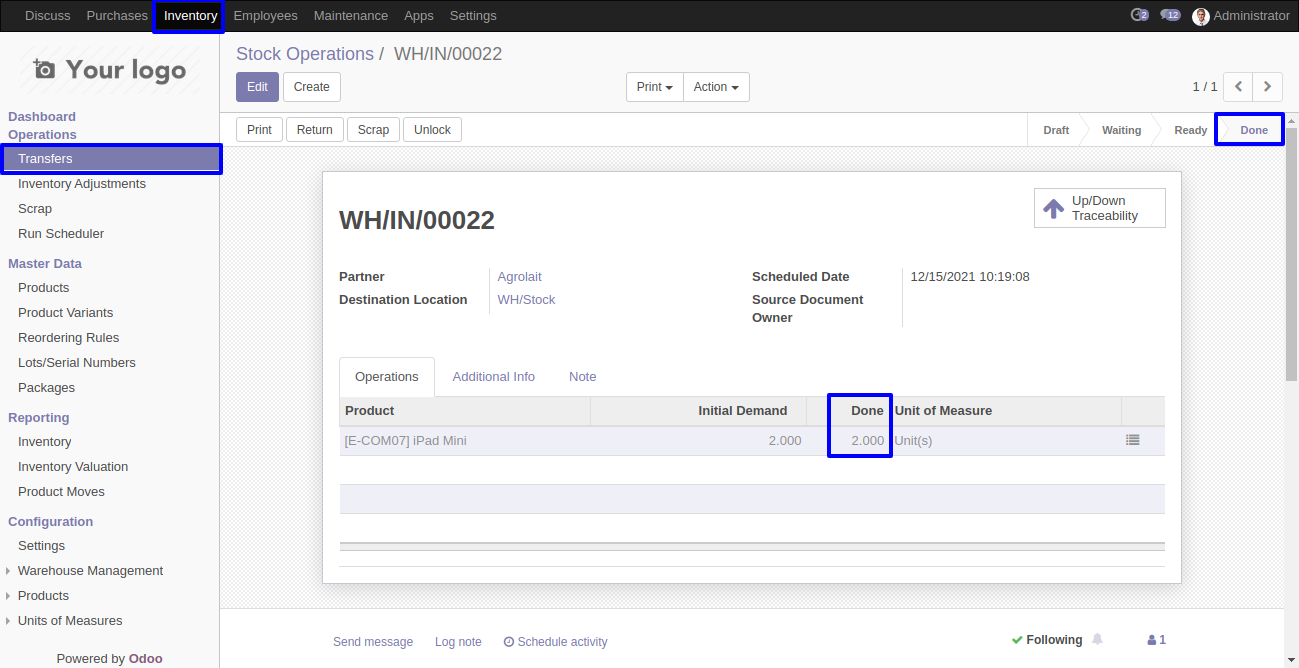 Discuss Purchases Inventory Employees Maintenance Apps Settings 2 12 Administrator
Your logo
Dashboard
Operations
Transfers
Inventory Adjustments
Scrap
Run Scheduler
Master Data
Products
Product Variants
Reordering Rules
Lots/Serial Numbers
Packages
Reporting
Inventory
Inventory Valuation
Product Moves
Configuration
Settings
Warehouse Management
Products
Units of Measures
Powered by Odoo
Stock Operations / WH/IN/00022
Edit Create Print Action 1 / 1
Print Return Scrap Unlock Draft Waiting Ready Done
Up/Down
Traceability
WH/IN/00022
Partner Agrolait Scheduled Date 12/15/2021 10:19:08
Destination Location WH/Stock Source Document
Owner
Operations Additional Info Note
Product Initial Demand Done Unit of Measure
[E-COM07] iPad Mini 2.000 2.000 Unit(s)
Send message Log note Schedule activity Following 1